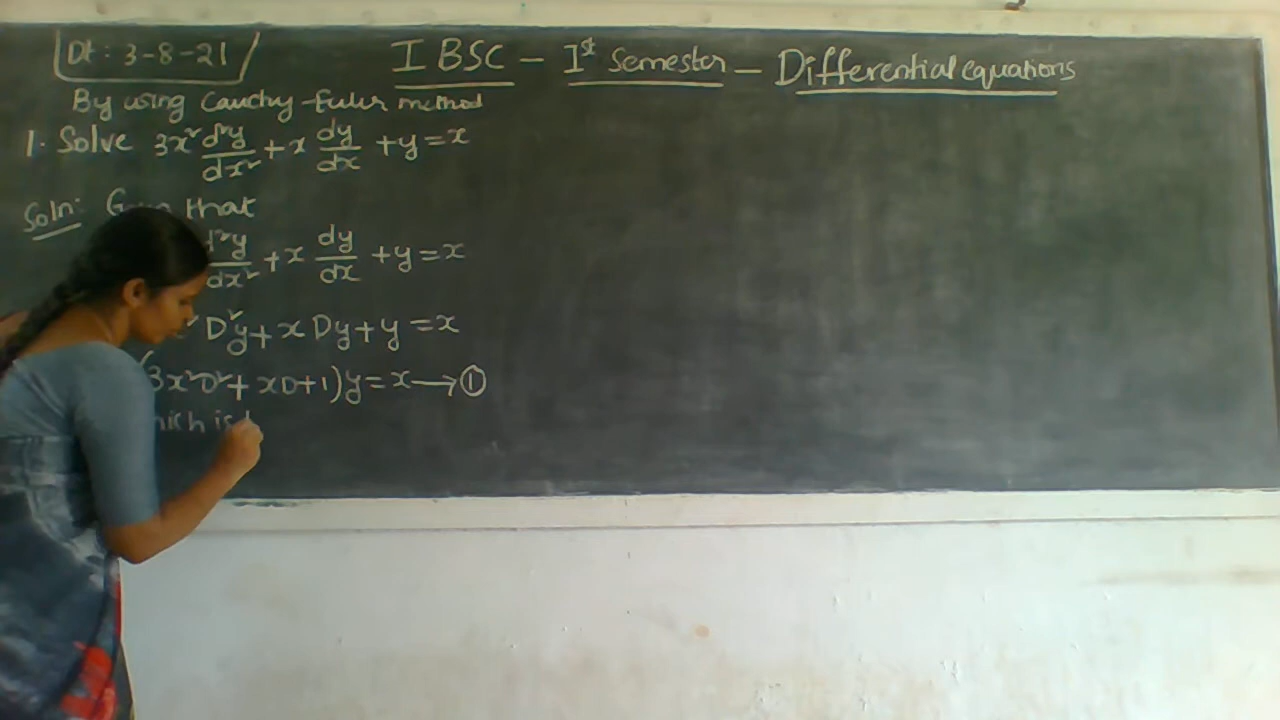 Dt: 3-8-21
I BSC - Ist Semester - Differential equations
By using Cauchy-Euler method
1. Solve 3x² d²y/dx² + x dy/dx + y = x
Soln: that
d²y/dx² + x dy/dx + y = x
D²y + x Dy + y = x
(3x²D² + xD + 1)y = x → ①
is